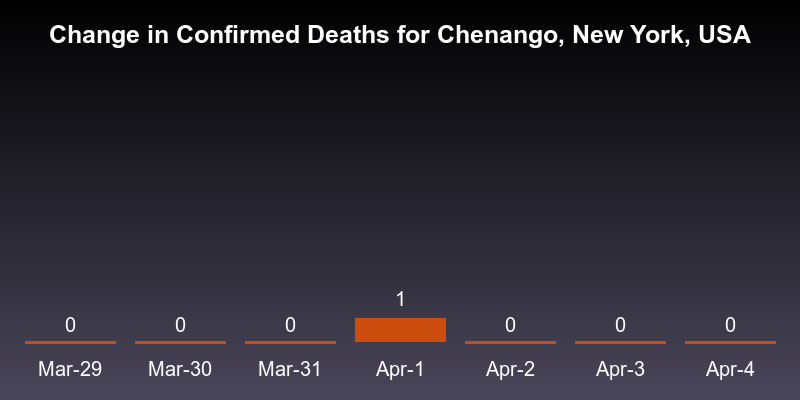 Change in Confirmed Deaths for Chenango, New York, USA
1
0 0 0 0 0 0
Mar-29 Mar-30 Mar-31 Apr-1 Apr-2 Apr-3 Apr-4